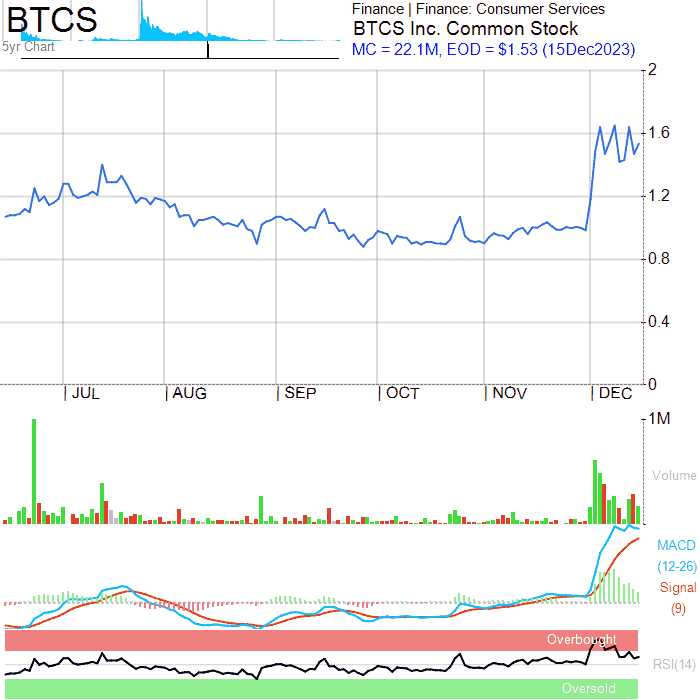 BTCS
5yr Chart
Finance | Finance: Consumer Services
BTCS Inc. Common Stock
MC = 22.1M, EOD = $1.53 (15Dec2023)
2
1.6
1.2
0.8
0.4
0
JUL AUG SEP OCT NOV DEC
1M
Volume
MACD
(12-26)
Signal
(9)
Overbought
RSI(14)
Oversold